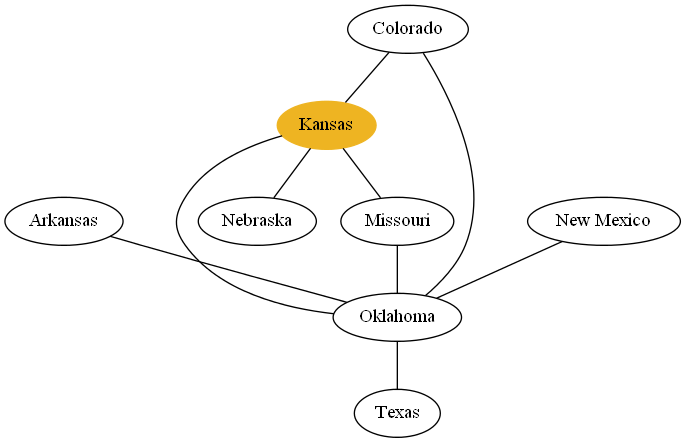 Colorado
Kansas
Arkansas
Nebraska
Missouri
New Mexico
Oklahoma
Texas